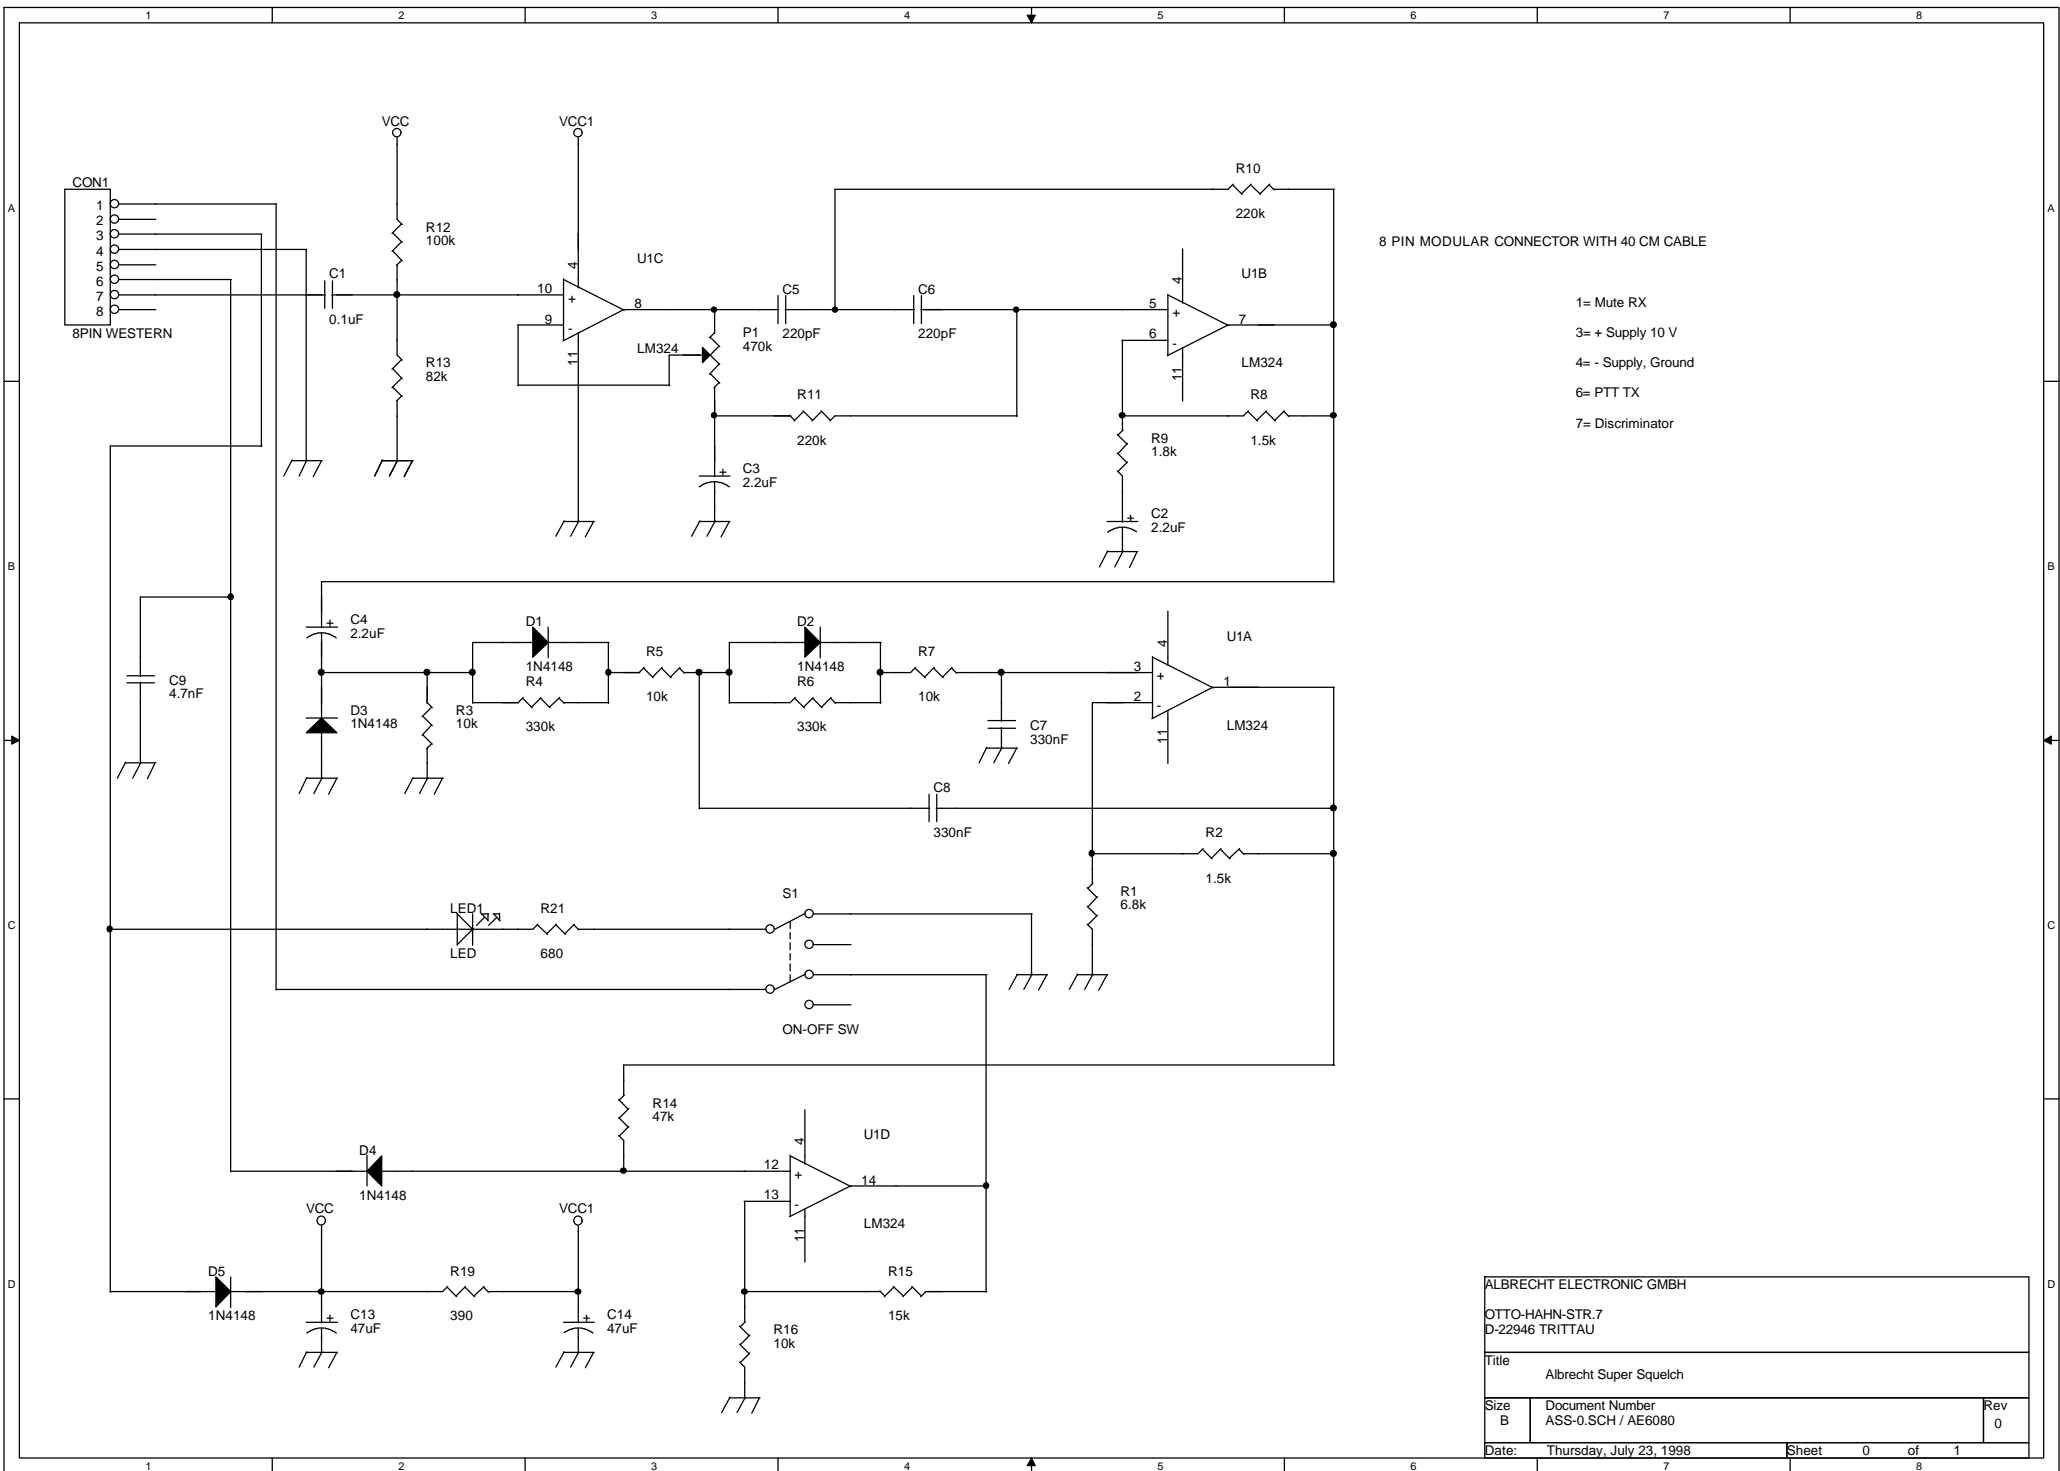 1 2 3 4 5 6 7 8
A
B
C
D
A
B
C
D
CON1
1
2
3
4
5
6
7
8
8PIN WESTERN
VCC
R12
100k
C1
0.1uF
R13
82k
VCC1
U1C
4
10
+
9
-
8
11
LM324
P1
470k
C5
220pF
C6
220pF
R10
220k
U1B
4
5
+
6
-
7
11
LM324
R11
220k
C3
2.2uF
+
R8
1.5k
R9
1.8k
C2
2.2uF
+
8 PIN MODULAR CONNECTOR WITH 40 CM CABLE
1= Mute RX
3= + Supply 10 V
4= - Supply, Ground
6= PTT TX
7= Discriminator
C9
4.7nF
C4
2.2uF
+
D3
1N4148
R3
10k
D1
1N4148
R4
330k
R5
10k
D2
1N4148
R6
330k
R7
10k
C7
330nF
C8
330nF
U1A
4
3
+
2
-
1
11
LM324
R2
1.5k
R1
6.8k
LED1
LED
R21
680
S1
ON-OFF SW
R14
47k
D4
1N4148
U1D
4
12
+
13
-
14
11
LM324
R15
15k
R16
10k
VCC
D5
1N4148
C13
47uF
+
R19
390
VCC1
C14
47uF
+
ALBRECHT ELECTRONIC GMBH
OTTO-HAHN-STR.7
D-22946 TRITTAU
Title
Albrecht Super Squelch
Size
B
Document Number
ASS-0.SCH / AE6080
Rev
0
Date: Thursday, July 23, 1998 Sheet 0 of 1
1 2 3 4 5 6 7 8